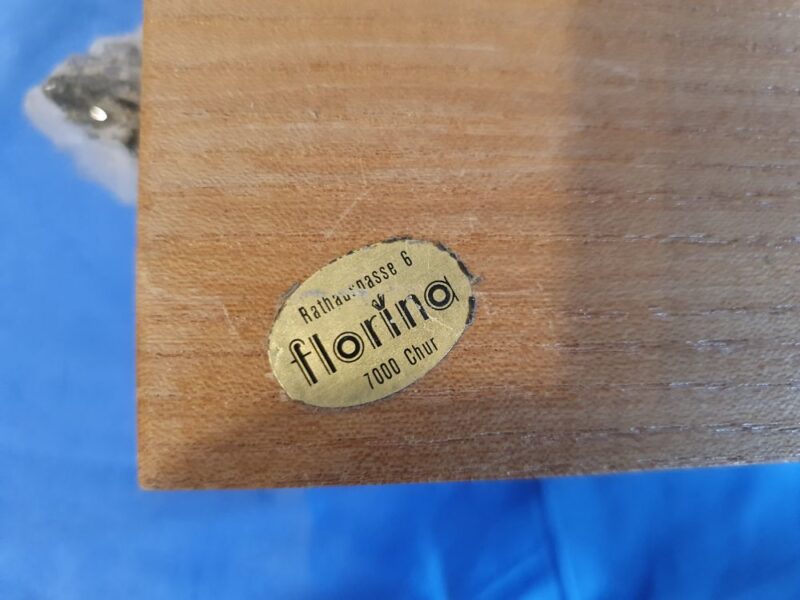 Rathausgasse 6
florina
7000 Chur